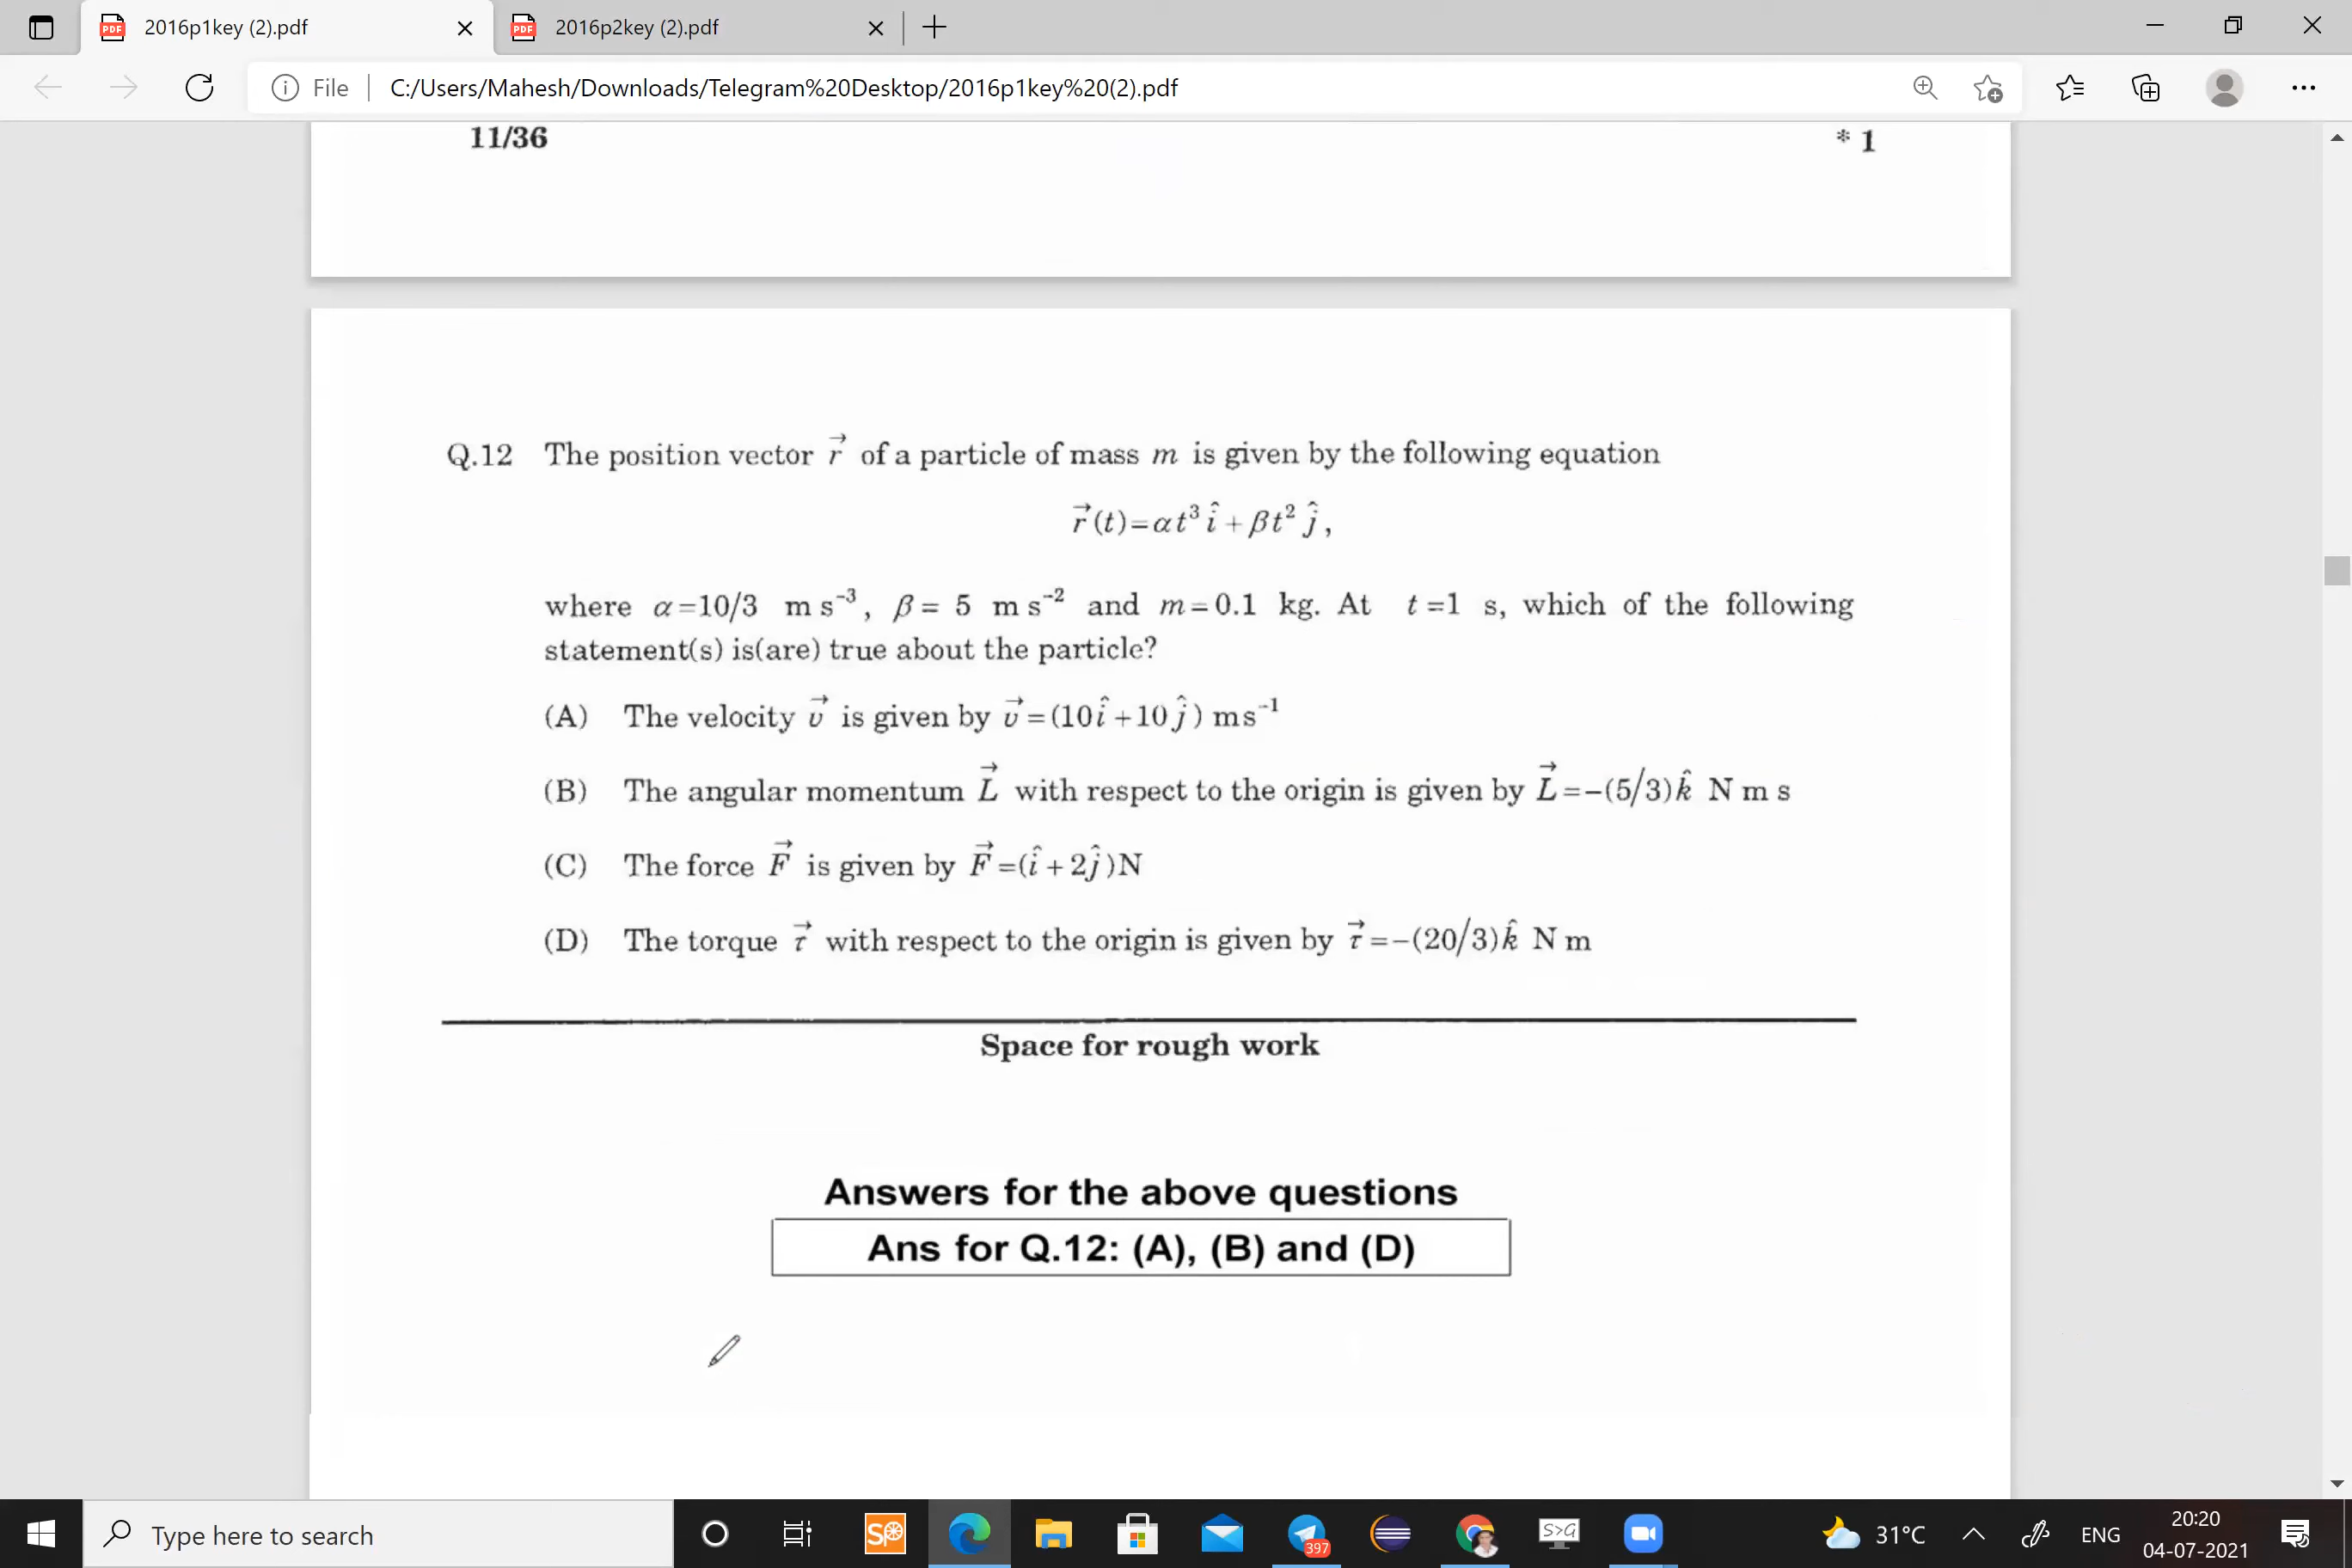 2016p1key (2).pdf
2016p2key (2).pdf
File
C:/Users/Mahesh/Downloads/Telegram%20Desktop/2016p1key%20(2).pdf
11/36
* 1
Q.12 The position vector r⃗ of a particle of mass m is given by the following equation
r⃗(t)=αt³ î + βt² ĵ,
where α=10/3 m s⁻³, β= 5 m s⁻² and m=0.1 kg. At t=1 s, which of the following
statement(s) is(are) true about the particle?
(A) The velocity v⃗ is given by v⃗=(10î+10ĵ) ms⁻¹
(B) The angular momentum L⃗ with respect to the origin is given by L⃗=−(5/3)k̂ N m s
(C) The force F⃗ is given by F⃗=(î+2ĵ)N
(D) The torque τ⃗ with respect to the origin is given by τ⃗=−(20/3)k̂ N m
Space for rough work
Answers for the above questions
Ans for Q.12: (A), (B) and (D)
Type here to search
SP
397
S>G
31°C
ENG
20:20
04-07-2021